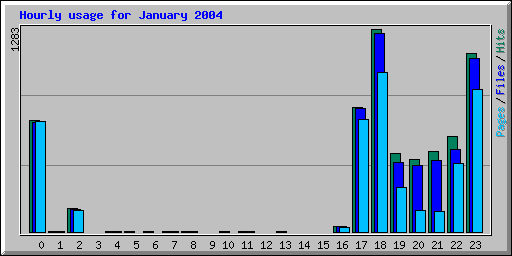 Hourly usage for January 2004
1283
Pages/Files/Hits
0 1 2 3 4 5 6 7 8 9 10 11 12 13 14 15 16 17 18 19 20 21 22 23